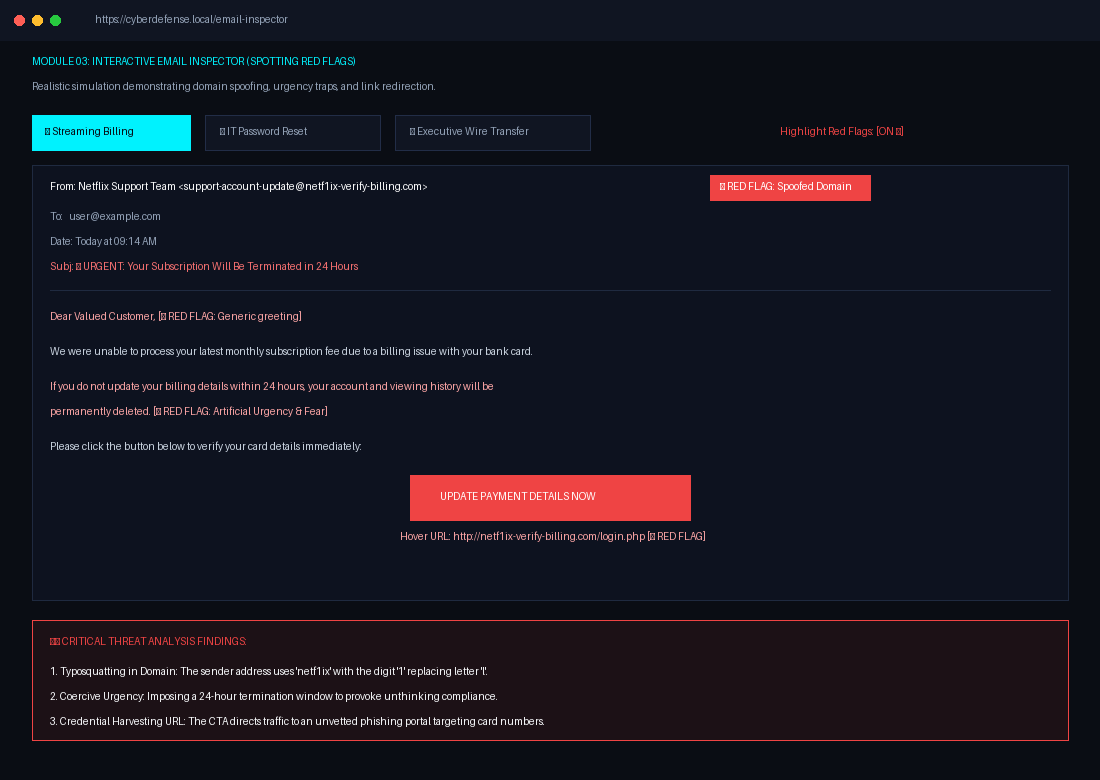 https://cyberdefense.local/email-inspector
MODULE 03: INTERACTIVE EMAIL INSPECTOR (SPOTTING RED FLAGS)
Realistic simulation demonstrating domain spoofing, urgency traps, and link redirection.
Streaming Billing
IT Password Reset
Executive Wire Transfer
Highlight Red Flags: [ON]
From: Netflix Support Team <support-account-update@netf1ix-verify-billing.com>
RED FLAG: Spoofed Domain
To: user@example.com
Date: Today at 09:14 AM
Subj: URGENT: Your Subscription Will Be Terminated in 24 Hours
Dear Valued Customer, [RED FLAG: Generic greeting]
We were unable to process your latest monthly subscription fee due to a billing issue with your bank card.
If you do not update your billing details within 24 hours, your account and viewing history will be
permanently deleted. [RED FLAG: Artificial Urgency & Fear]
Please click the button below to verify your card details immediately:
UPDATE PAYMENT DETAILS NOW
Hover URL: http://netf1ix-verify-billing.com/login.php [RED FLAG]
CRITICAL THREAT ANALYSIS FINDINGS:
1. Typosquatting in Domain: The sender address uses 'netf1ix' with the digit '1' replacing letter 'l'.
2. Coercive Urgency: Imposing a 24-hour termination window to provoke unthinking compliance.
3. Credential Harvesting URL: The CTA directs traffic to an unvetted phishing portal targeting card numbers.